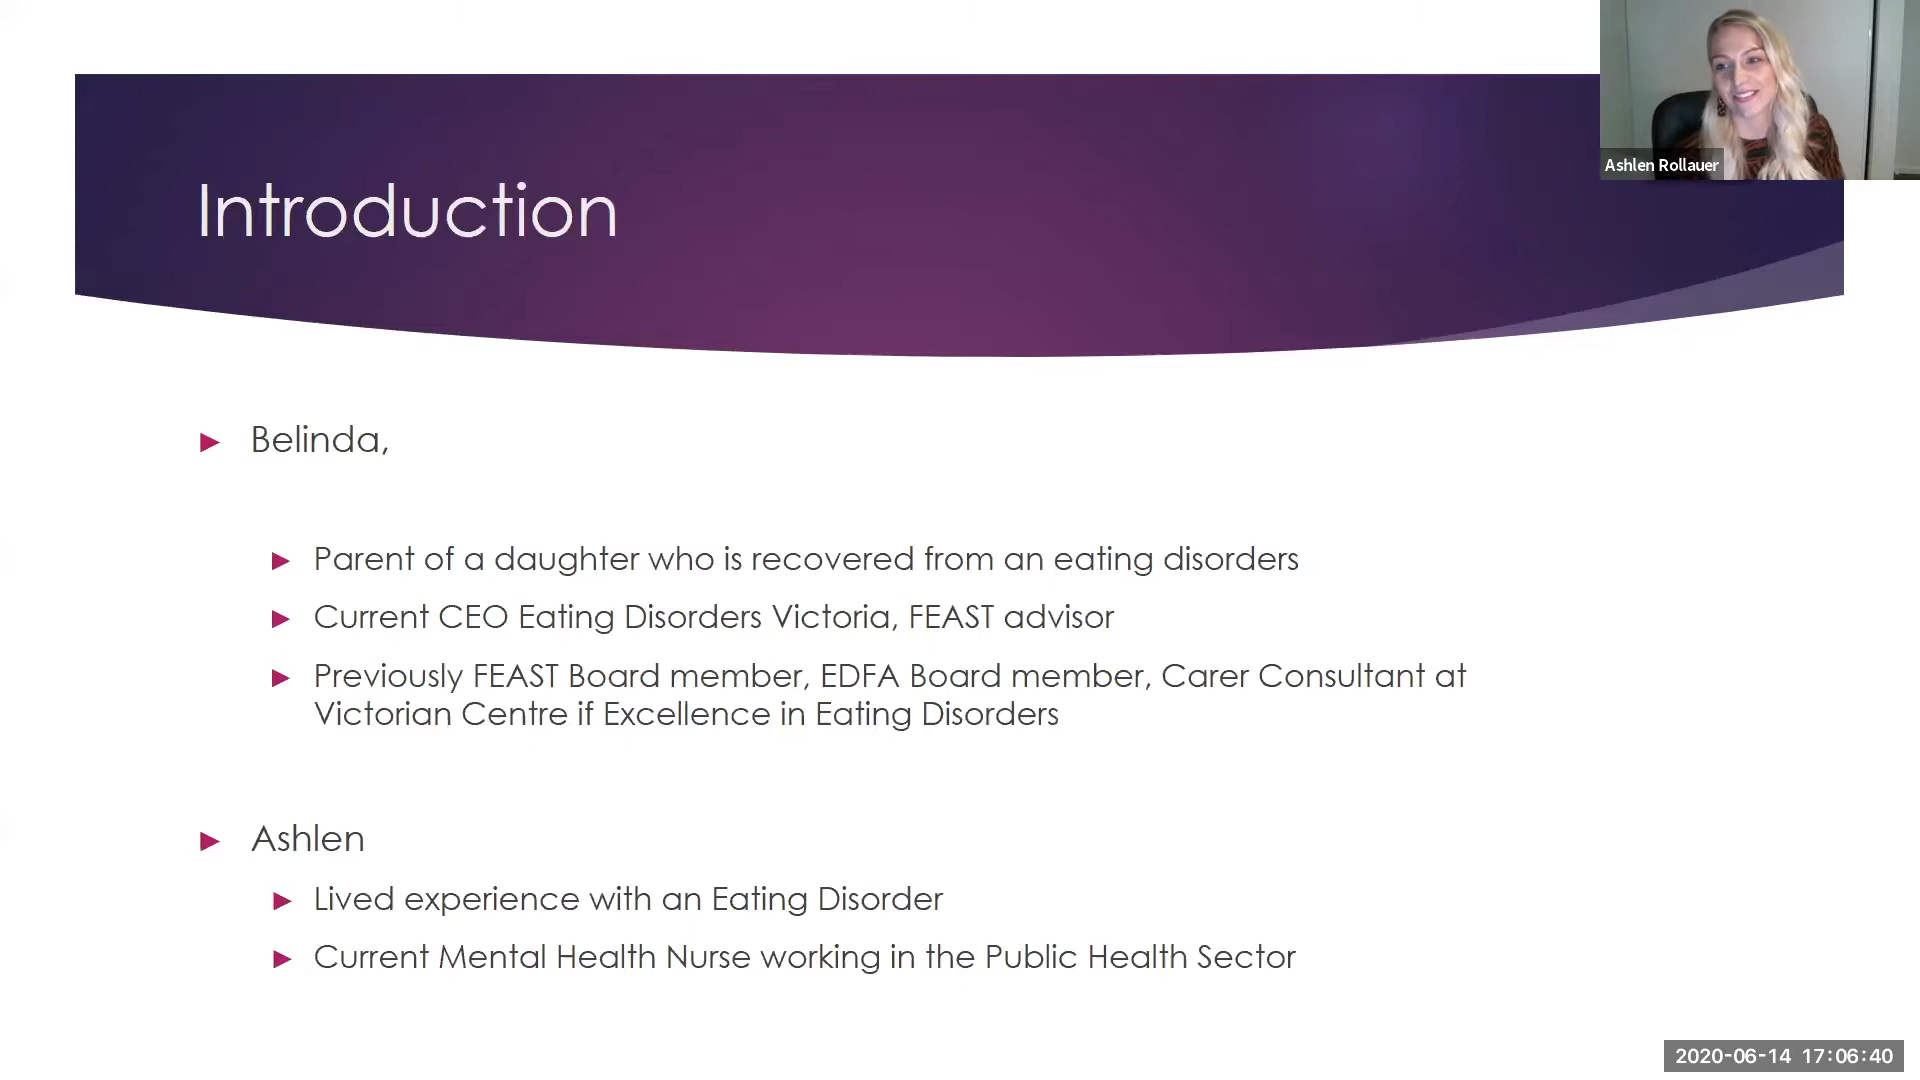 Ashlen Rollauer
Introduction
Belinda,
Parent of a daughter who is recovered from an eating disorders
Current CEO Eating Disorders Victoria, FEAST advisor
Previously FEAST Board member, EDFA Board member, Carer Consultant at
Victorian Centre if Excellence in Eating Disorders
Ashlen
Lived experience with an Eating Disorder
Current Mental Health Nurse working in the Public Health Sector
2020-06-14 17:06:40